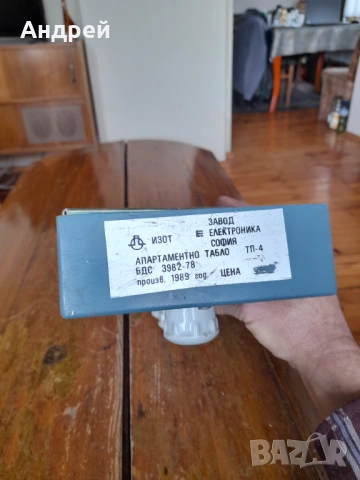 Андрей
ИЗОТ
ЗАВОД
ЕЛЕКТРОНИКА
СОФИЯ
АПАРТАМЕНТНО ТАБЛО ТП-4
БДС 3982-78
произв. 1989 год ЦЕНА
BAZAR